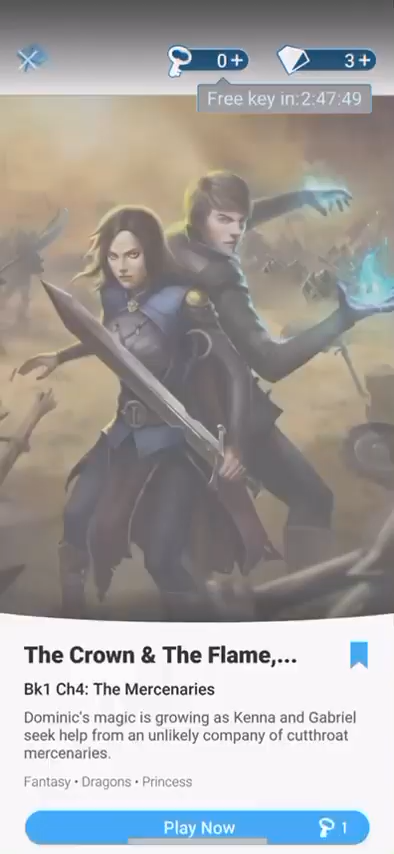 0 +
3 +
Free key in: 2:47:49
The Crown & The Flame,...
Bk1 Ch4: The Mercenaries
Dominic's magic is growing as Kenna and Gabriel
seek help from an unlikely company of cutthroat
mercenaries.
Fantasy • Dragons • Princess
Play Now 1